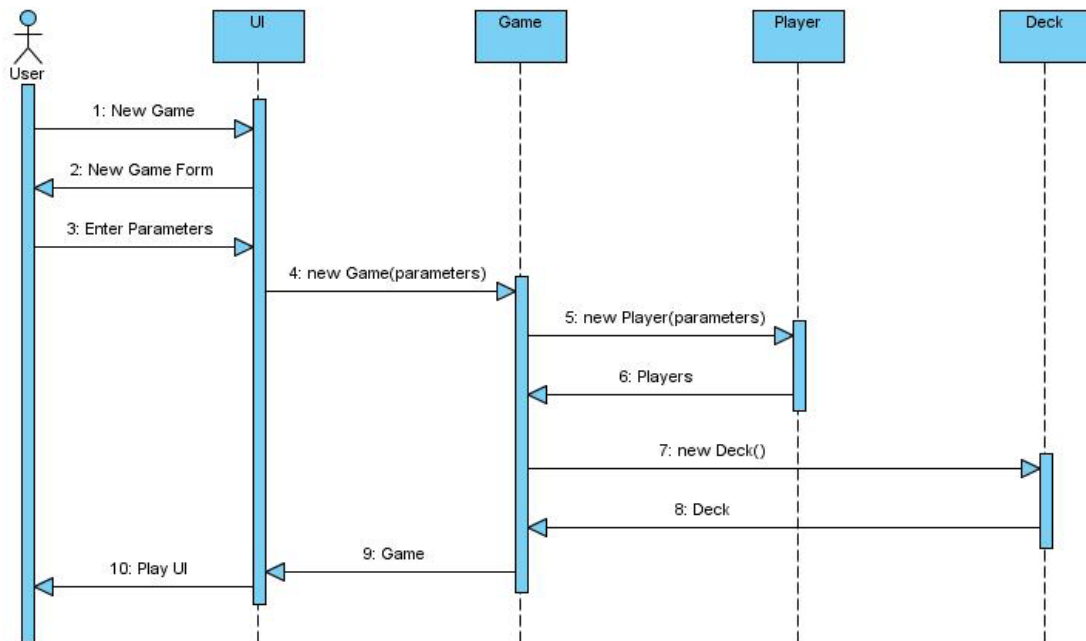 UI
Game
Player
Deck
User
1: New Game
2: New Game Form
3: Enter Parameters
4: new Game(parameters)
5: new Player(parameters)
6: Players
7: new Deck()
8: Deck
9: Game
10: Play UI